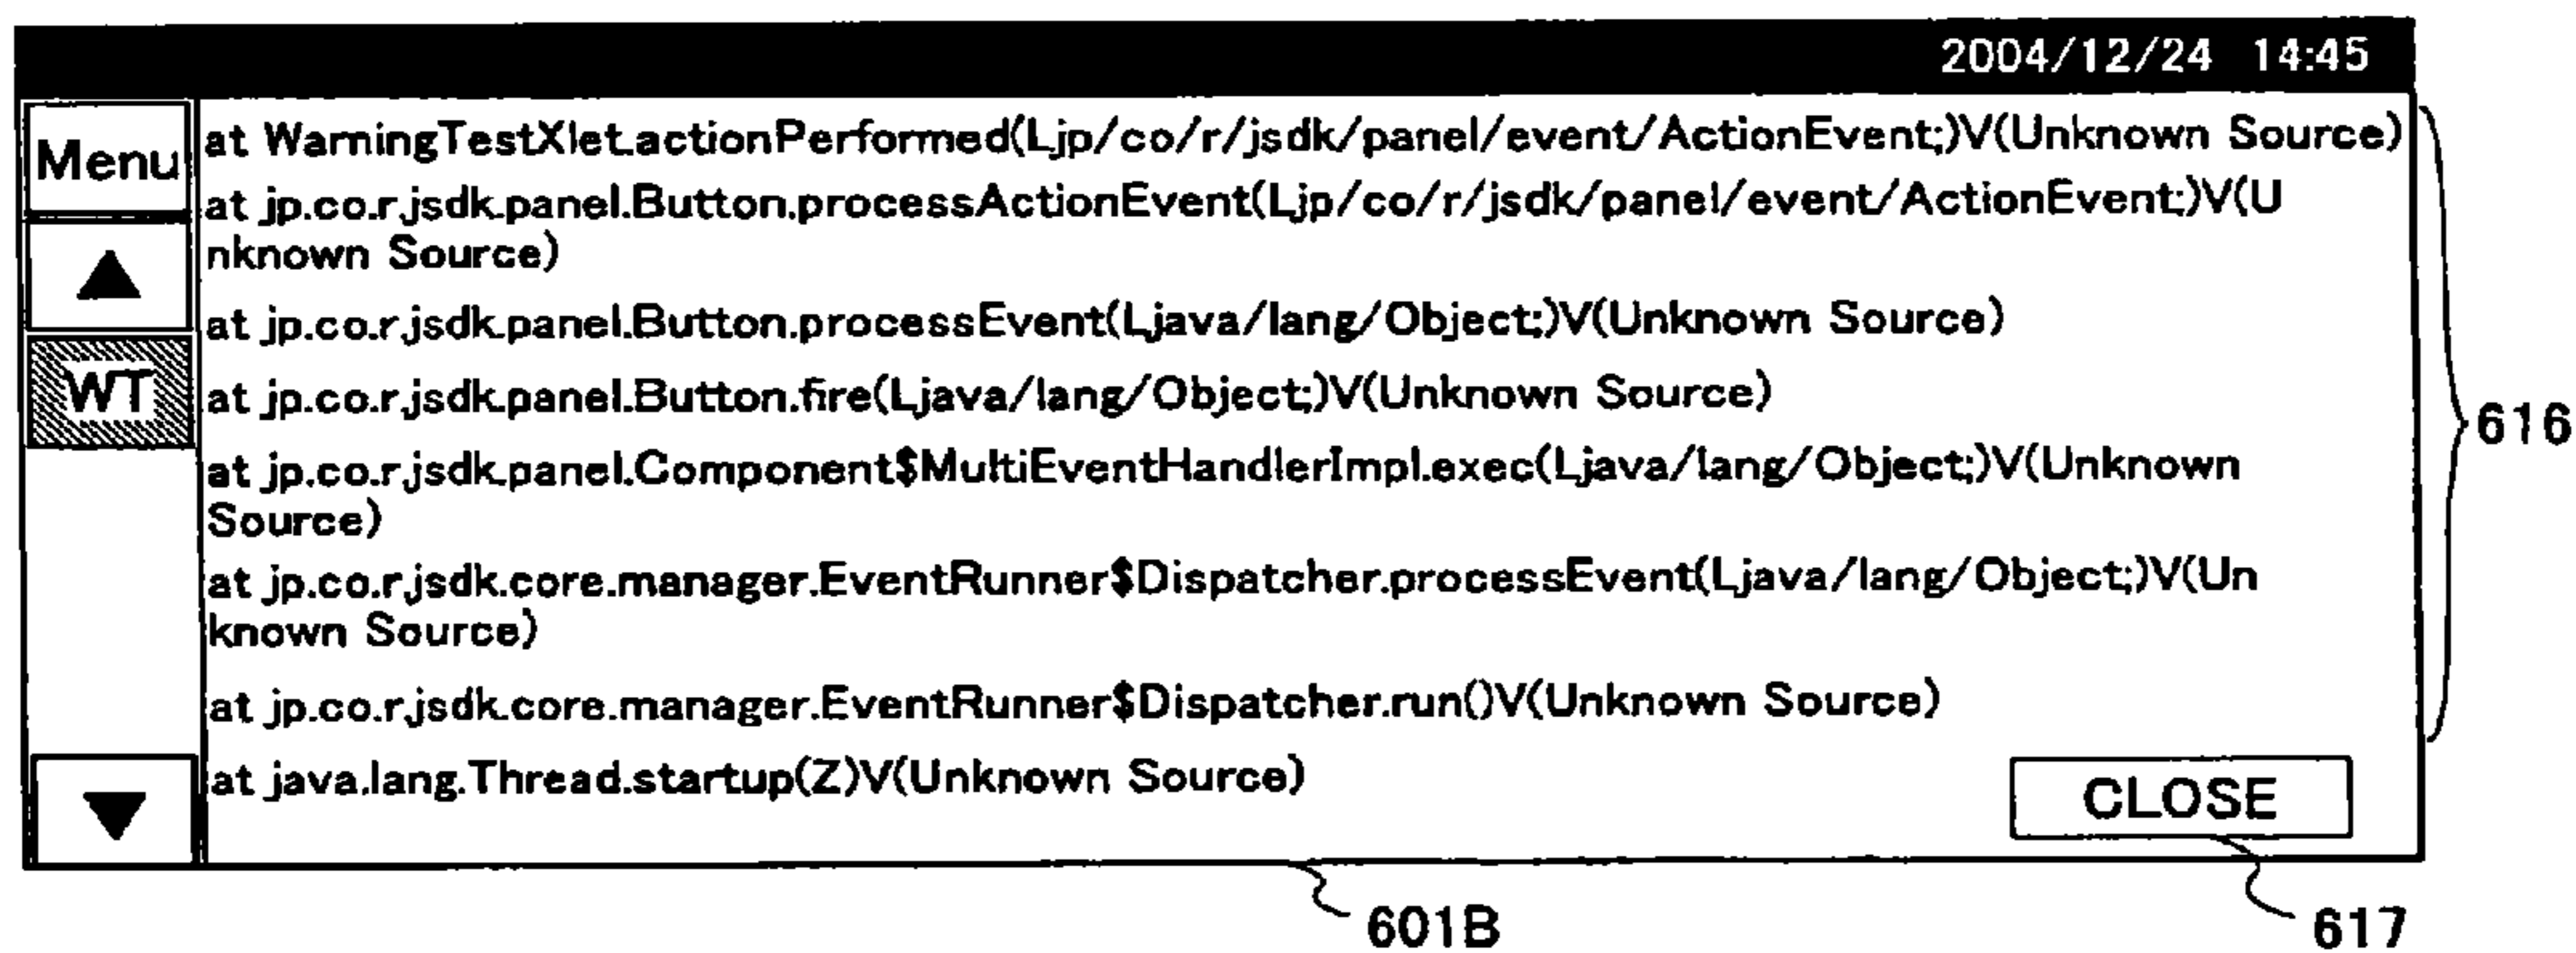 2004/12/24 14:45
Menu
▲
WT
▼
at WarningTestXlet.actionPerformed(Ljp/co/r/jsdk/panel/event/ActionEvent;)V(Unknown Source)
at jp.co.r.jsdk.panel.Button.processActionEvent(Ljp/co/r/jsdk/panel/event/ActionEvent;)V(U
nknown Source)
at jp.co.r.jsdk.panel.Button.processEvent(Ljava/lang/Object;)V(Unknown Source)
at jp.co.r.jsdk.panel.Button.fire(Ljava/lang/Object;)V(Unknown Source)
at jp.co.r.jsdk.panel.Component$MultiEventHandlerImpl.exec(Ljava/lang/Object;)V(Unknown
Source)
at jp.co.r.jsdk.core.manager.EventRunner$Dispatcher.processEvent(Ljava/lang/Object;)V(Un
known Source)
at jp.co.r.jsdk.core.manager.EventRunner$Dispatcher.run()V(Unknown Source)
at java.lang.Thread.startup(Z)V(Unknown Source)
CLOSE
616
601B
617